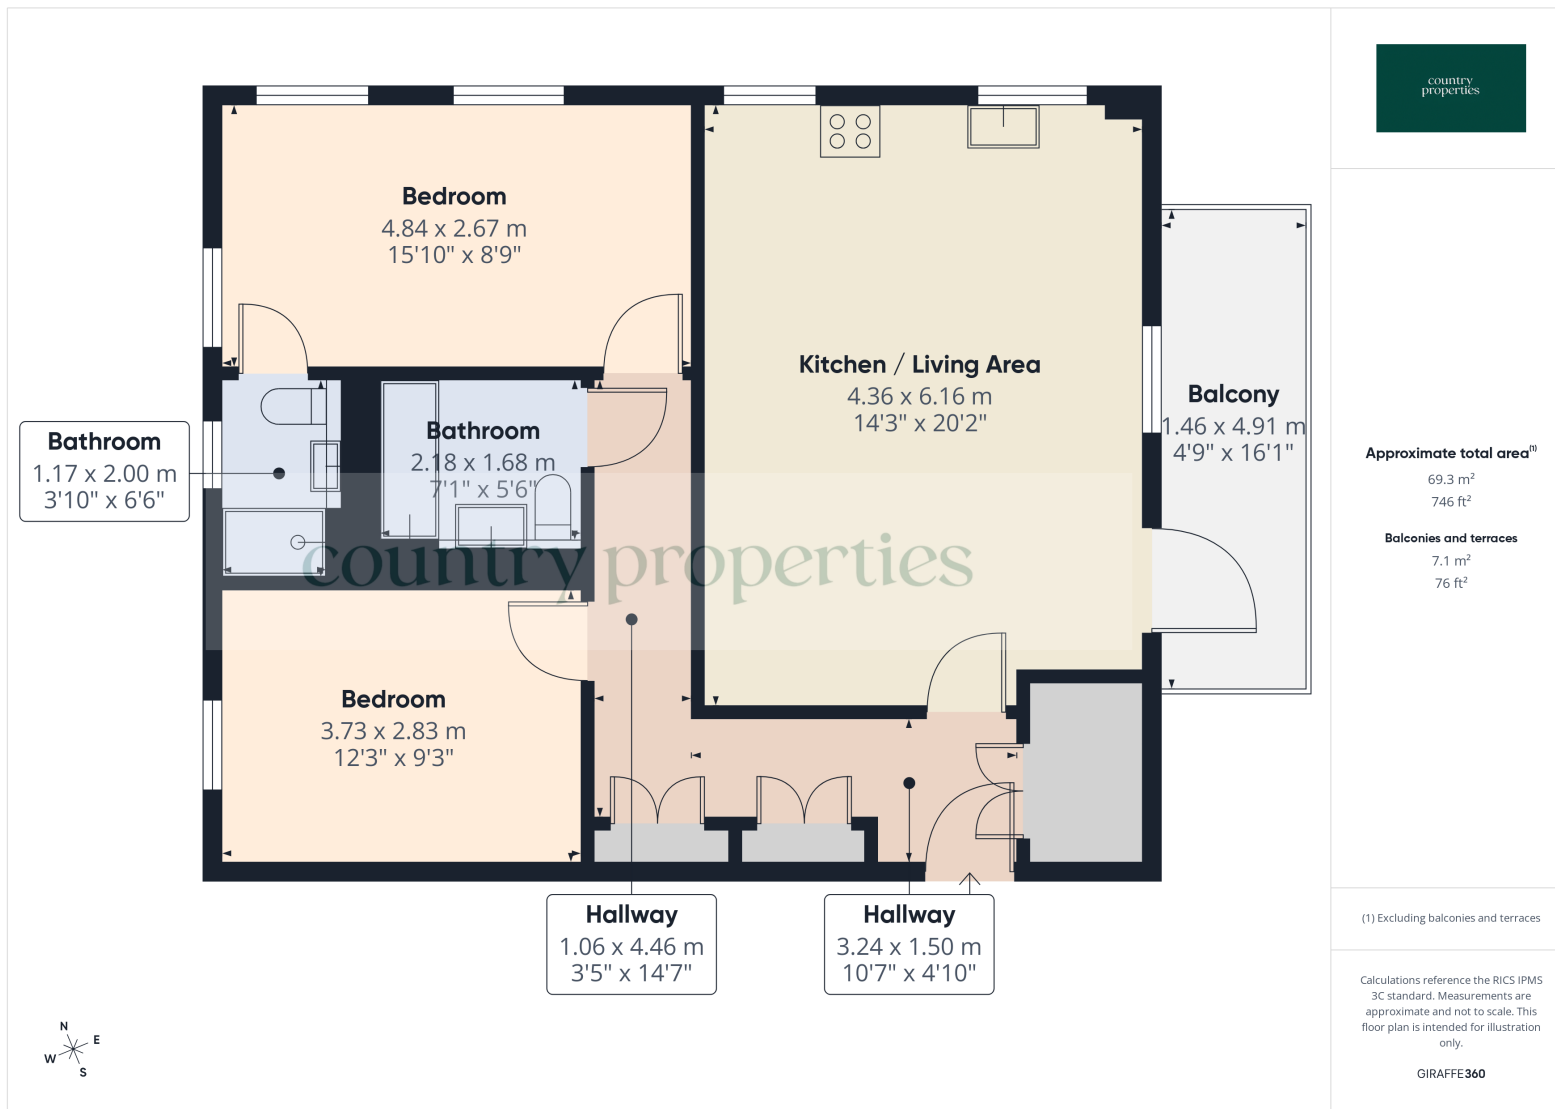 country
properties
Bedroom
4.84 x 2.67 m
15'10" x 8'9"
Kitchen / Living Area
4.36 x 6.16 m
14'3" x 20'2"
Balcony
1.46 x 4.91 m
4'9" x 16'1"
Bathroom
1.17 x 2.00 m
3'10" x 6'6"
Bathroom
2.18 x 1.68 m
7'1" x 5'6"
country properties
Bedroom
3.73 x 2.83 m
12'3" x 9'3"
Hallway
1.06 x 4.46 m
3'5" x 14'7"
Hallway
3.24 x 1.50 m
10'7" x 4'10"
N
E
W
S
Approximate total area(1)
69.3 m²
746 ft²
Balconies and terraces
7.1 m²
76 ft²
(1) Excluding balconies and terraces
Calculations reference the RICS IPMS
3C standard. Measurements are
approximate and not to scale. This
floor plan is intended for illustration
only.
GIRAFFE360